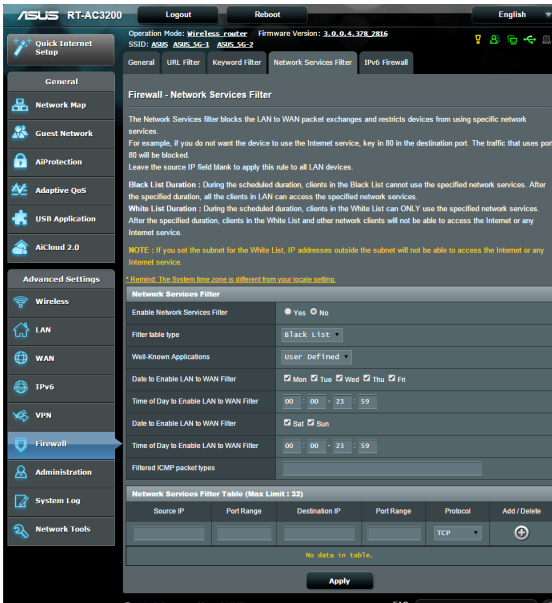 ASUS RT-AC3200 Logout Reboot English
Quick Internet Setup
Operation Mode: Wireless router Firmware Version: 3.0.0.4.378_2816
SSID: ASUS ASUS_5G-1 ASUS_5G-2
General URL Filter Keyword Filter Network Services Filter IPv6 Firewall
General
Network Map
Guest Network
AiProtection
Adaptive QoS
USB Application
AiCloud 2.0
Advanced Settings
Wireless
LAN
WAN
IPv6
VPN
Firewall
Administration
System Log
Network Tools
Firewall - Network Services Filter
The Network Services filter blocks the LAN to WAN packet exchanges and restricts devices from using specific network
services.
For example, if you do not want the device to use the Internet service, key in 80 in the destination port. The traffic that uses port
80 will be blocked.
Leave the source IP field blank to apply this rule to all LAN devices.
Black List Duration : During the scheduled duration, clients in the Black List cannot use the specified network services. After
the specified duration, all the clients in LAN can access the specified network services.
White List Duration : During the scheduled duration, clients in the White List can ONLY use the specified network services.
After the specified duration, clients in the White List and other network clients will not be able to access the Internet or any
Internet service.
NOTE : If you set the subnet for the White List, IP addresses outside the subnet will not be able to access the Internet or any
Internet service.
* Remind: The System time zone is different from your locale setting.
Network Services Filter
Enable Network Services Filter Yes No
Filter table type Black List
Well-Known Applications User Defined
Date to Enable LAN to WAN Filter Mon Tue Wed Thu Fri
Time of Day to Enable LAN to WAN Filter 00 : 00 - 23 : 59
Date to Enable LAN to WAN Filter Sat Sun
Time of Day to Enable LAN to WAN Filter 00 : 00 - 23 : 59
Filtered ICMP packet types
Network Services Filter Table (Max Limit : 32)
Source IP Port Range Destination IP Port Range Protocol Add / Delete
TCP
No data in table.
Apply